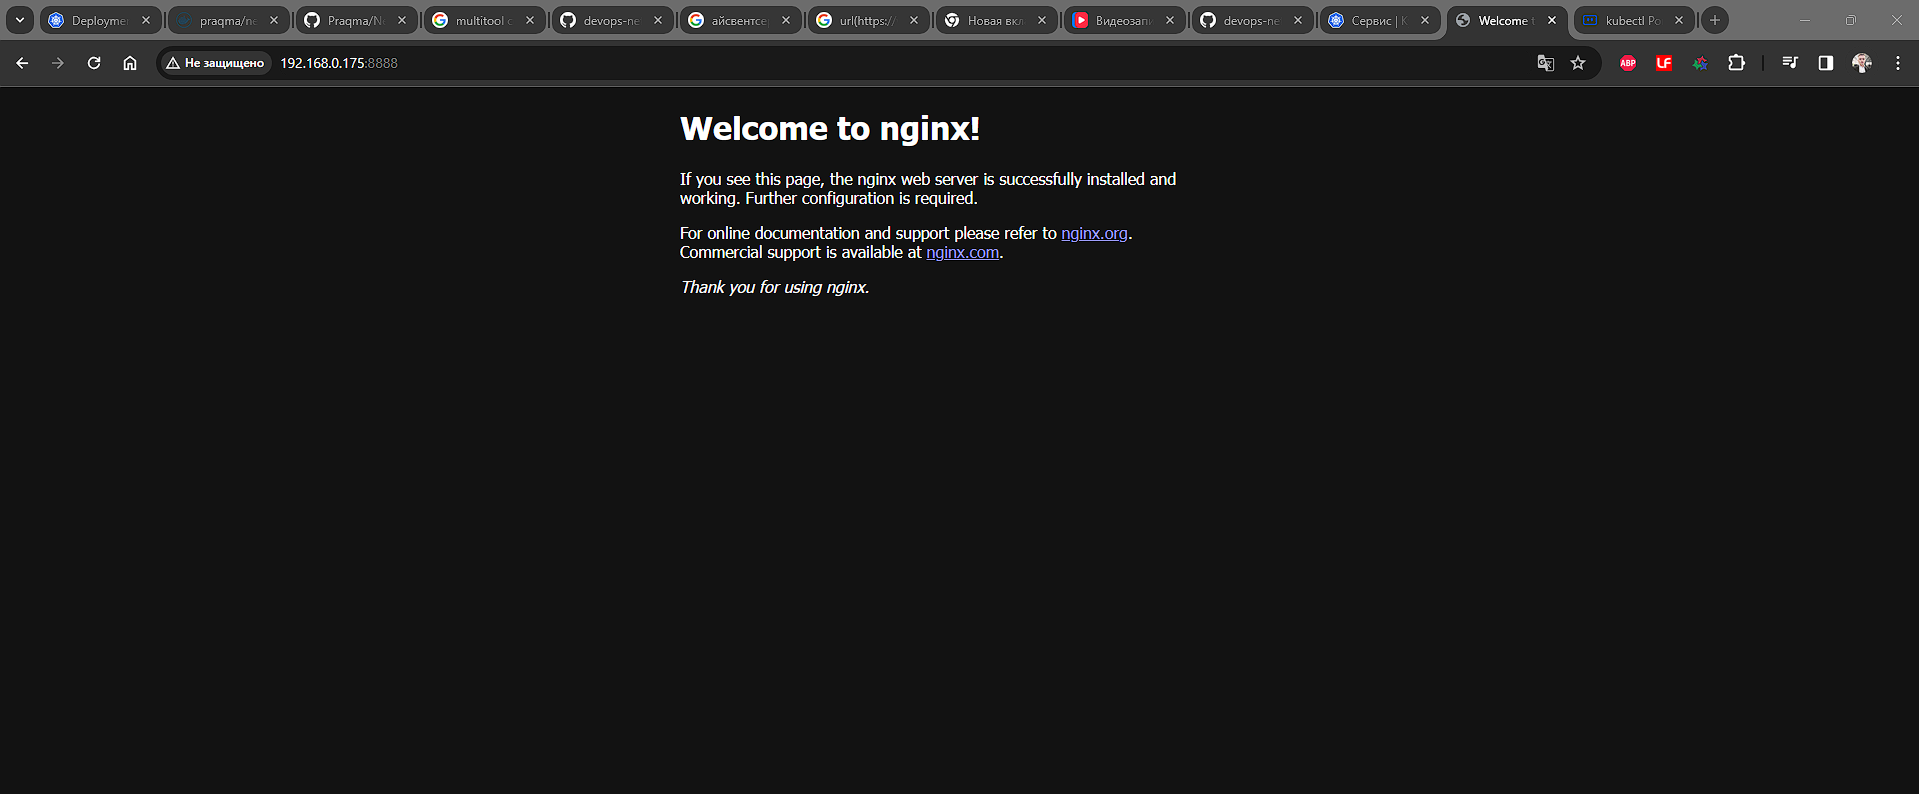 Deployme
praqma/ne
Praqma/Ne
multitool c
devops-ne
айсвентсе
url(https://
Новая вкл
Видеозапи
devops-ne
Сервис | K
Welcome t
kubectl Po
Не защищено
192.168.0.175:8888
ABP
LF
Welcome to nginx!
If you see this page, the nginx web server is successfully installed and
working. Further configuration is required.
For online documentation and support please refer to nginx.org.
Commercial support is available at nginx.com.
Thank you for using nginx.